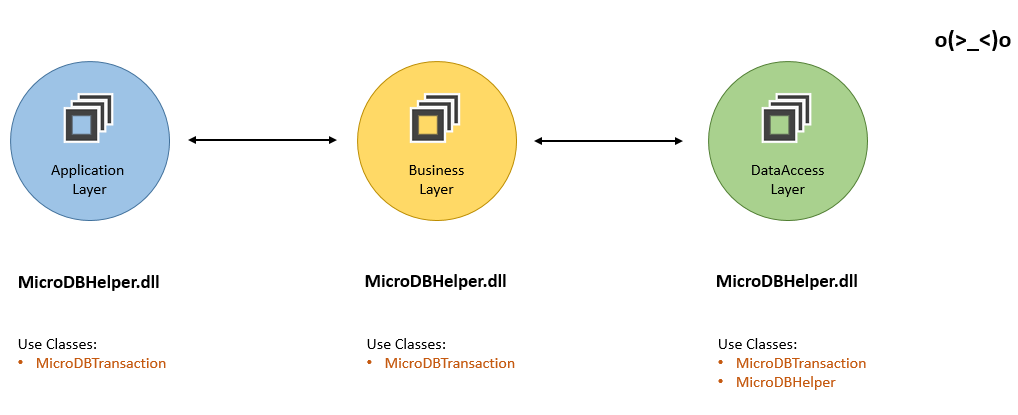 o(>_<)o
Application
Layer
Business
Layer
DataAccess
Layer
MicroDBHelper.dll
MicroDBHelper.dll
MicroDBHelper.dll
Use Classes:
• MicroDBTransaction
Use Classes:
• MicroDBTransaction
Use Classes:
• MicroDBTransaction
• MicroDBHelper